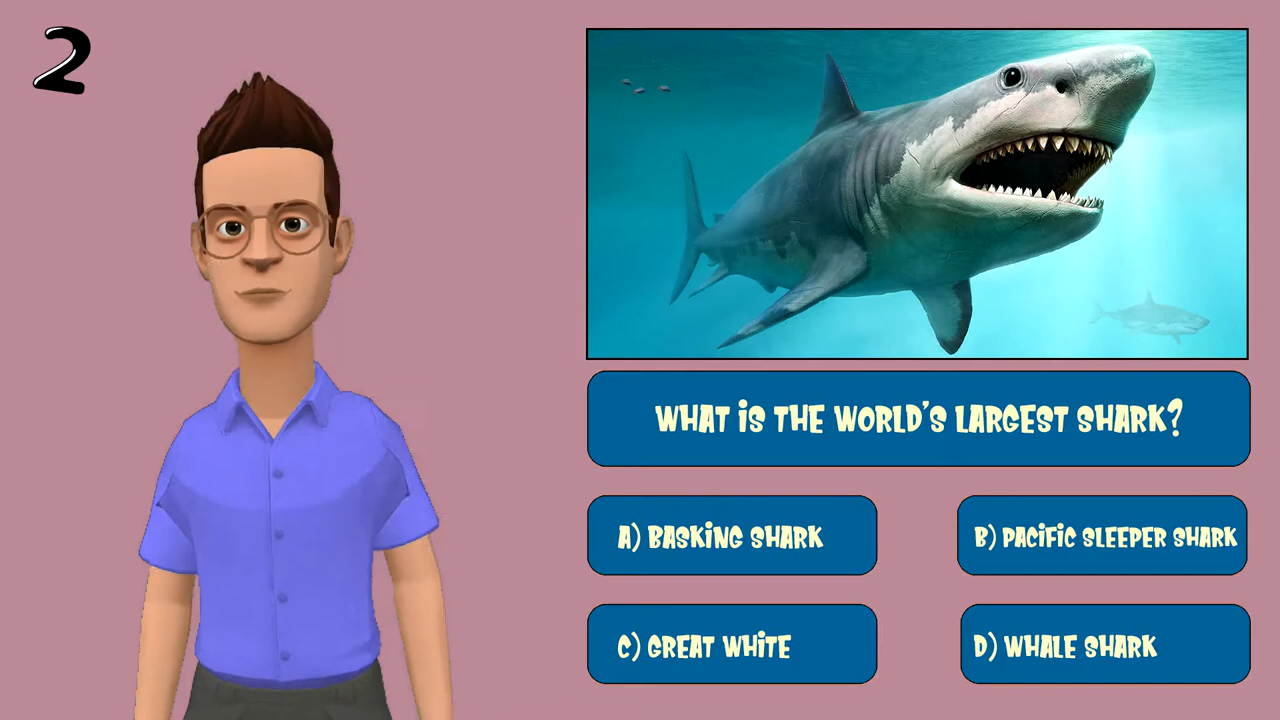 2
WHAT iS THE WORLD'S LARGEST SHARK?
A) BASKiNG SHARK
B) PACiFiC SLEEPER SHARK
C) GREAT WHiTE
D) WHALE SHARK